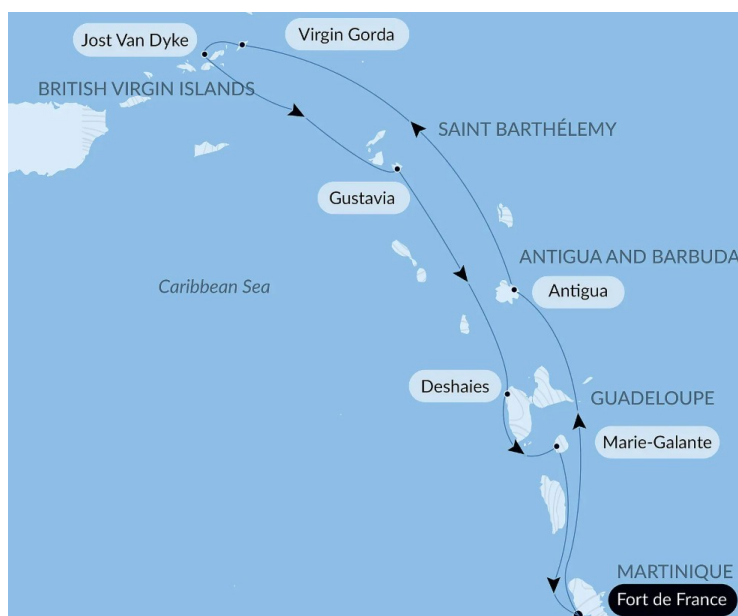 Virgin Gorda
Jost Van Dyke
BRITISH VIRGIN ISLANDS
SAINT BARTHÉLEMY
Gustavia
ANTIGUA AND BARBUDA
Caribbean Sea
Antigua
Deshaies
GUADELOUPE
Marie-Galante
MARTINIQUE
Fort de France